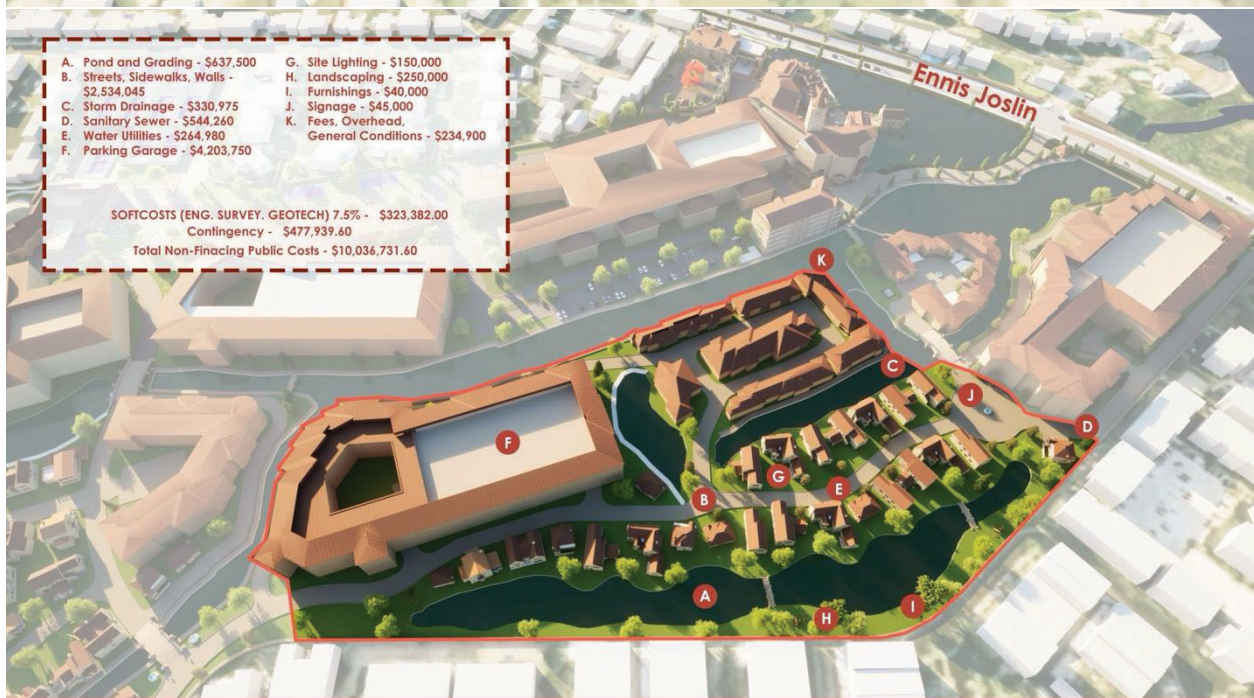 A. Pond and Grading - $637,500
B. Streets, Sidewalks, Walls -
$2,534,045
C. Storm Drainage - $330,975
D. Sanitary Sewer - $544,260
E. Water Utilities - $264,980
F. Parking Garage - $4,203,750
G. Site Lighting - $150,000
H. Landscaping - $250,000
I. Furnishings - $40,000
J. Signage - $45,000
K. Fees, Overhead,
General Conditions - $234,900
SOFTCOSTS (ENG. SURVEY. GEOTECH) 7.5% - $323,382.00
Contingency - $477,939.60
Total Non-Finacing Public Costs - $10,036,731.60
Ennis Joslin
K
C
J
D
F
G
E
B
A
H
I